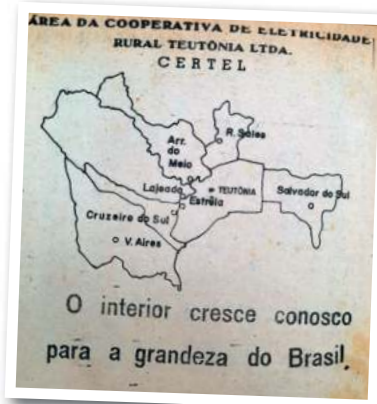 ÁREA DA COOPERATIVA DE ELETRICIDADE
RURAL TEUTÔNIA LTDA.
CERTEL
R. Sales
Arr.
do
Meio
Lajeado
TEUTÔNIA
Salvador do Sul
Estrêla
Cruzeiro do Sul
V. Aires
O interior cresce conosco
para a grandeza do Brasil.